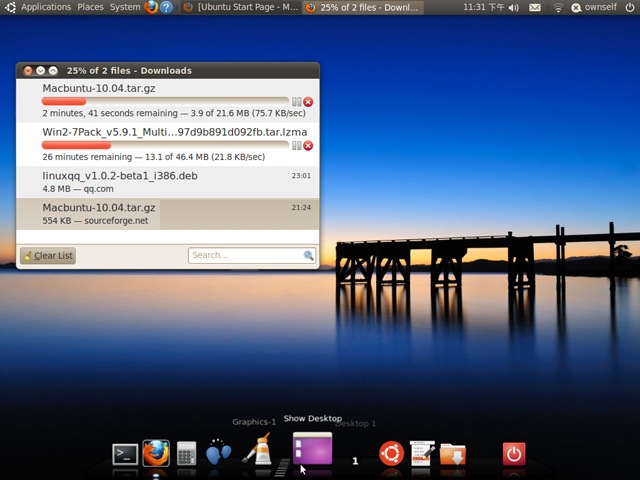 Applications Places System [Ubuntu Start Page - M... 25% of 2 files - Downl... 11:31 下午 ownself
25% of 2 files - Downloads
Macbuntu-10.04.tar.gz
2 minutes, 41 seconds remaining — 3.9 of 21.6 MB (75.7 KB/sec)
Win2-7Pack_v5.9.1_Multi...97d9b891d092fb.tar.lzma
26 minutes remaining — 13.1 of 46.4 MB (21.8 KB/sec)
linuxqq_v1.0.2-beta1_i386.deb 23:01
4.8 MB — qq.com
Macbuntu-10.04.tar.gz 21:24
554 KB — sourceforge.net
Clear List Search...
Graphics-1 Show Desktop Desktop 1
1